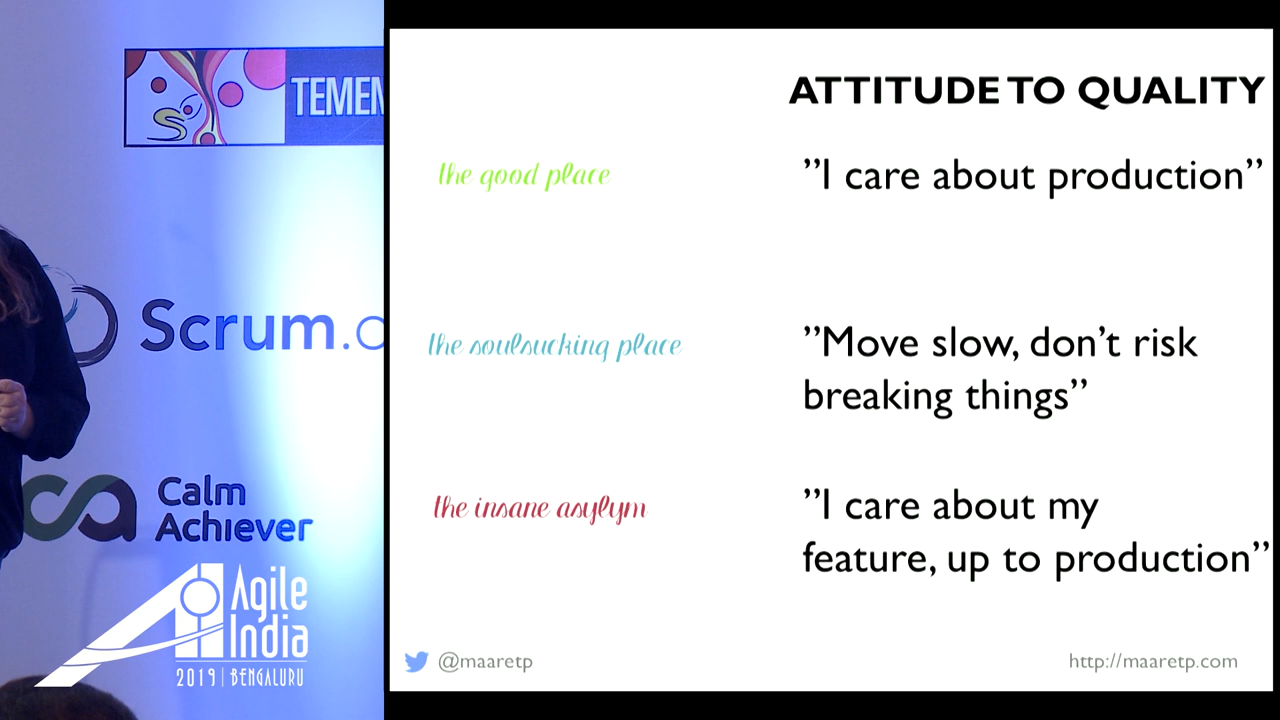 TEMEN
Scrum.o
Calm
Achiever
Agile
India
2019 | BENGALURU
ATTITUDE TO QUALITY
the good place
”I care about production”
the soulsucking place
”Move slow, don’t risk
breaking things”
the insane asylym
”I care about my
feature, up to production”
@maaretp
http://maaretp.com